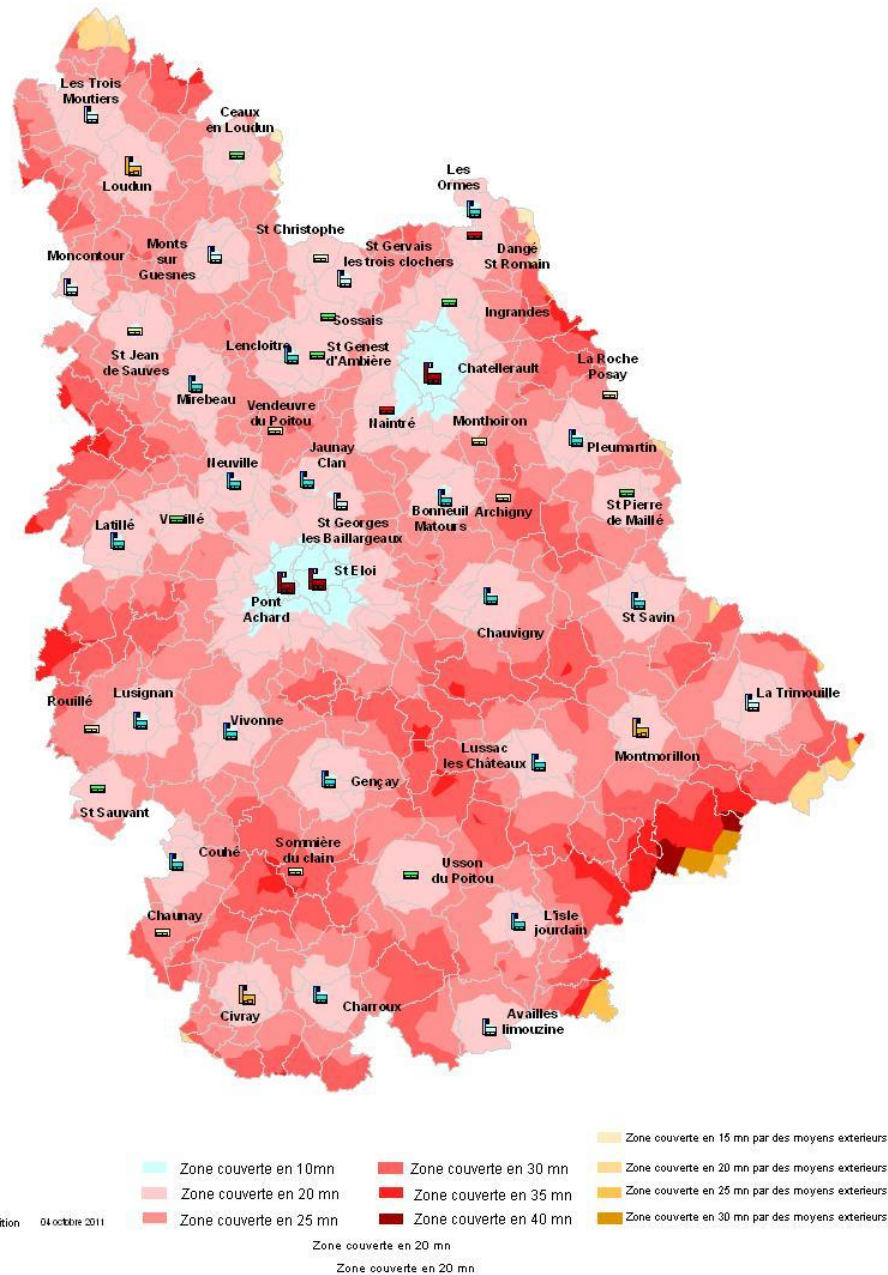 Les Trois
Moutiers
Ceaux
en Loudun
Loudun
Les
Ormes
St Christophe
Moncontour
Monts
sur
Guesnes
St Gervais
les trois clochers
Dangé
St Romain
Sossais
Ingrandes
St Jean
de Sauves
Lencloitre
St Genest
d'Ambière
Chatellerault
La Roche
Posay
Mirebeau
Vendeuvre
du Poitou
Naintré
Monthoiron
Pleumartin
Neuville
Jaunay
Clan
Latillé
St Georges
les Baillargeaux
Bonneuil
Matours
Archigny
St Pierre
de Maillé
St Eloi
Pont
Achard
Chauvigny
St Savin
Rouillé
Lusignan
Vivonne
La Trimouille
Lussac
les Châteaux
Montmorillon
Gençay
St Sauvant
Couhé
Sommière
du clain
Usson
du Poitou
Chaunay
L'isle
jourdain
Civray
Charroux
Availles
limouzine
Zone couverte en 10mn
Zone couverte en 20 mn
Zone couverte en 25 mn
Zone couverte en 30 mn
Zone couverte en 35 mn
Zone couverte en 40 mn
Zone couverte en 15 mn par des moyens exterieurs
Zone couverte en 20 mn par des moyens exterieurs
Zone couverte en 25 mn par des moyens exterieurs
Zone couverte en 30 mn par des moyens exterieurs
ition 04 octobre 2011
Zone couverte en 20 mn
Zone couverte en 20 mn